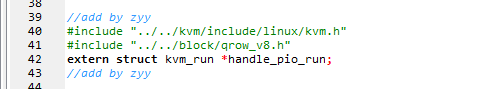 38
39 //add by zyy
40 #include "../../kvm/include/linux/kvm.h"
41 #include "../../block/qrow_v8.h"
42 extern struct kvm_run *handle_pio_run;
43 //add by zyy
44